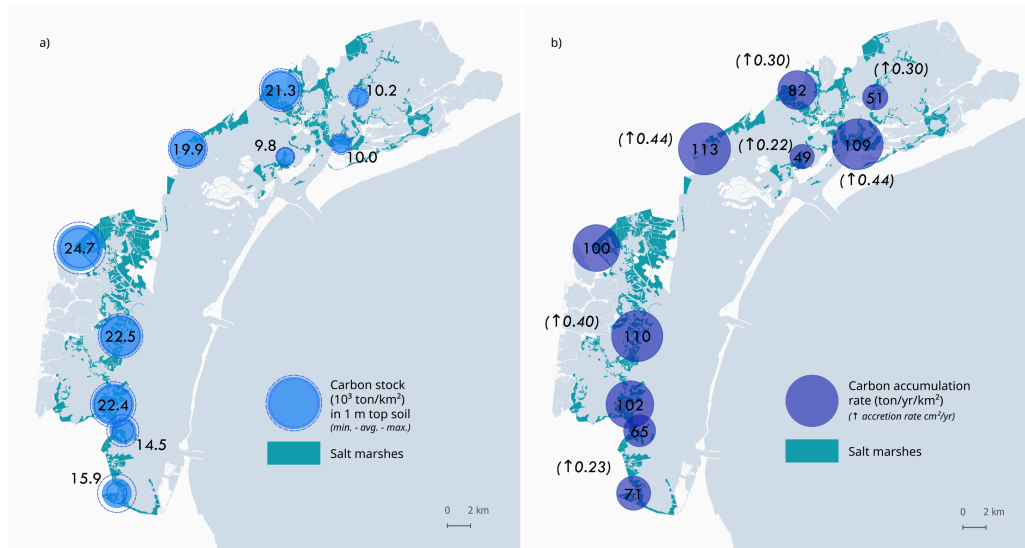 a)
21.3
10.2
19.9
9.8
10.0
24.7
22.5
22.4
14.5
15.9
Carbon stock
(10³ ton/km²)
in 1 m top soil
(min. - avg. - max.)
Salt marshes
0 2 km
b)
(↑0.30)
82
(↑0.30)
51
(↑0.44)
113
(↑0.22)
49
109
(↑0.44)
100
(↑0.40)
110
102
65
(↑0.23)
71
Carbon accumulation
rate (ton/yr/km²)
(↑ accretion rate cm²/yr)
Salt marshes
0 2 km